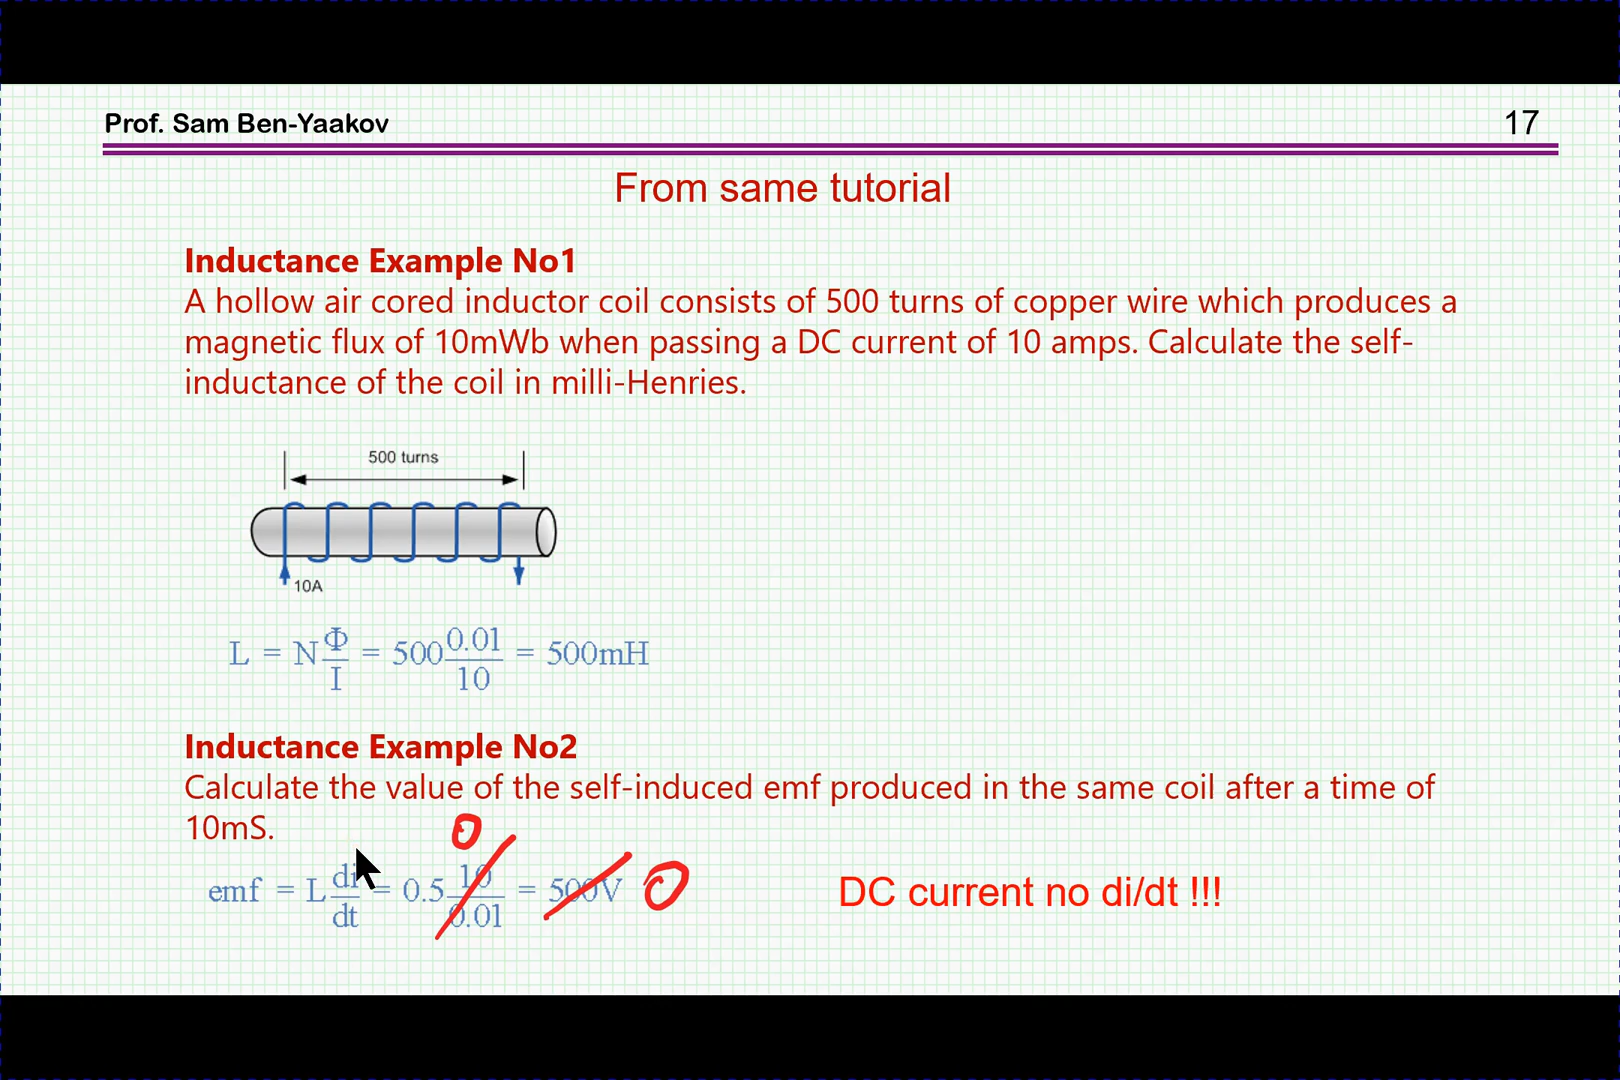 Prof. Sam Ben-Yaakov
17
From same tutorial
Inductance Example No1
A hollow air cored inductor coil consists of 500 turns of copper wire which produces a
magnetic flux of 10mWb when passing a DC current of 10 amps. Calculate the self-
inductance of the coil in milli-Henries.
500 turns
10A
L = N Φ/I = 500 0.01/10 = 500mH
Inductance Example No2
Calculate the value of the self-induced emf produced in the same coil after a time of
10mS.
0
emf = L di/dt = 0.5 10/0.01 = 500V 0
DC current no di/dt !!!